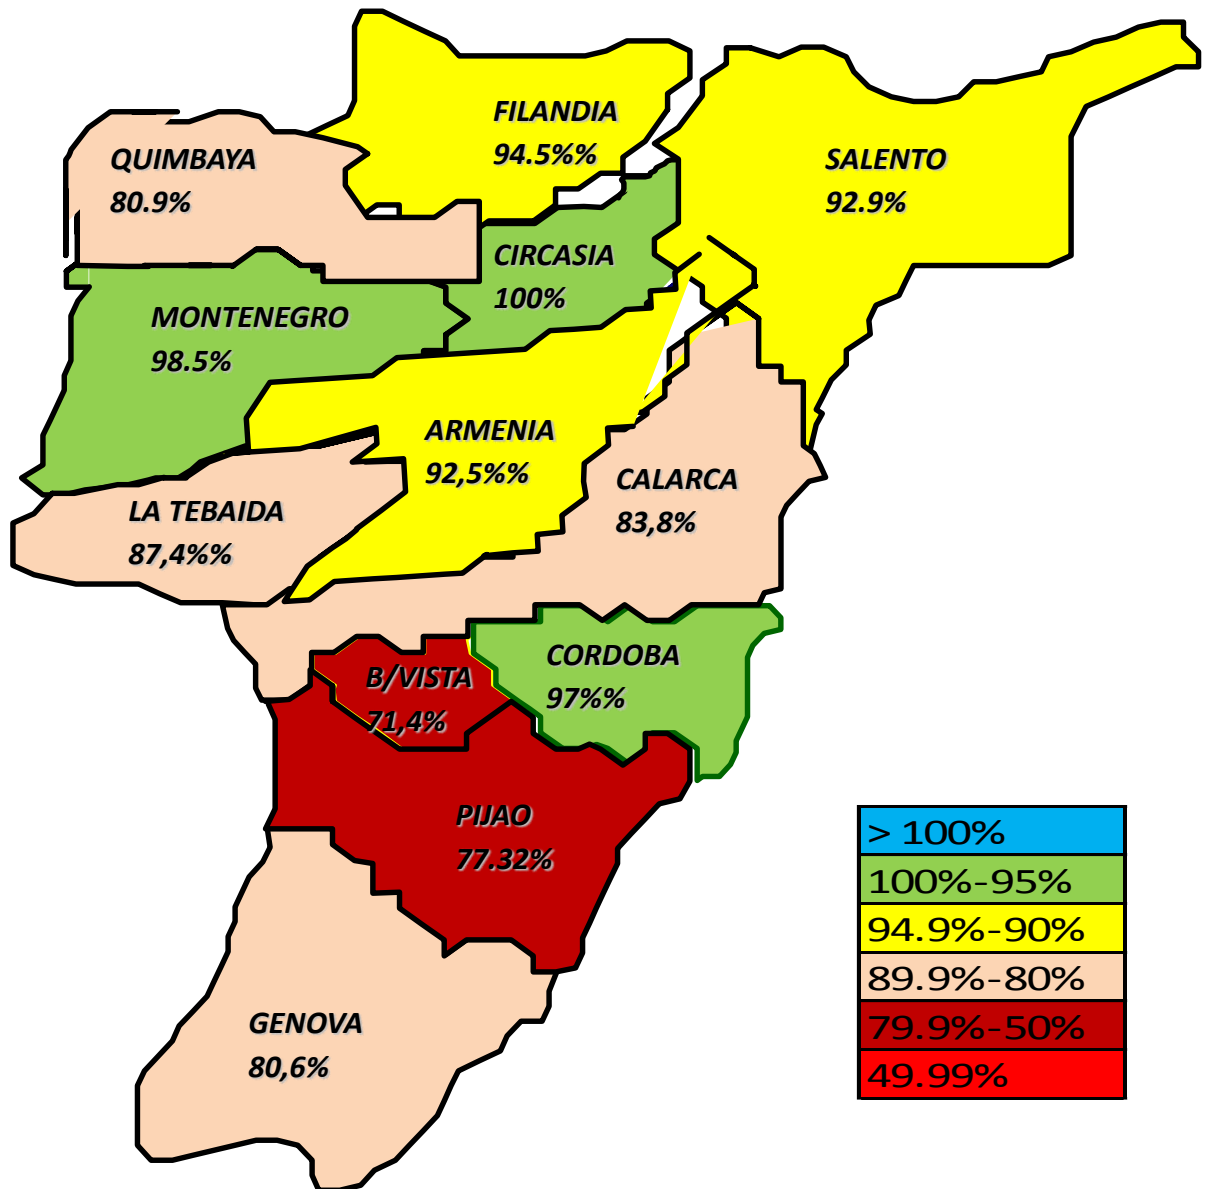 FILANDIA
94.5%%
QUIMBAYA
80.9%
SALENTO
92.9%
CIRCASIA
100%
MONTENEGRO
98.5%
ARMENIA
92,5%%
CALARCA
83,8%
LA TEBAIDA
87,4%%
B/VISTA
71,4%
CORDOBA
97%%
PIJAO
77.32%
GENOVA
80,6%
> 100%
100%-95%
94.9%-90%
89.9%-80%
79.9%-50%
49.99%